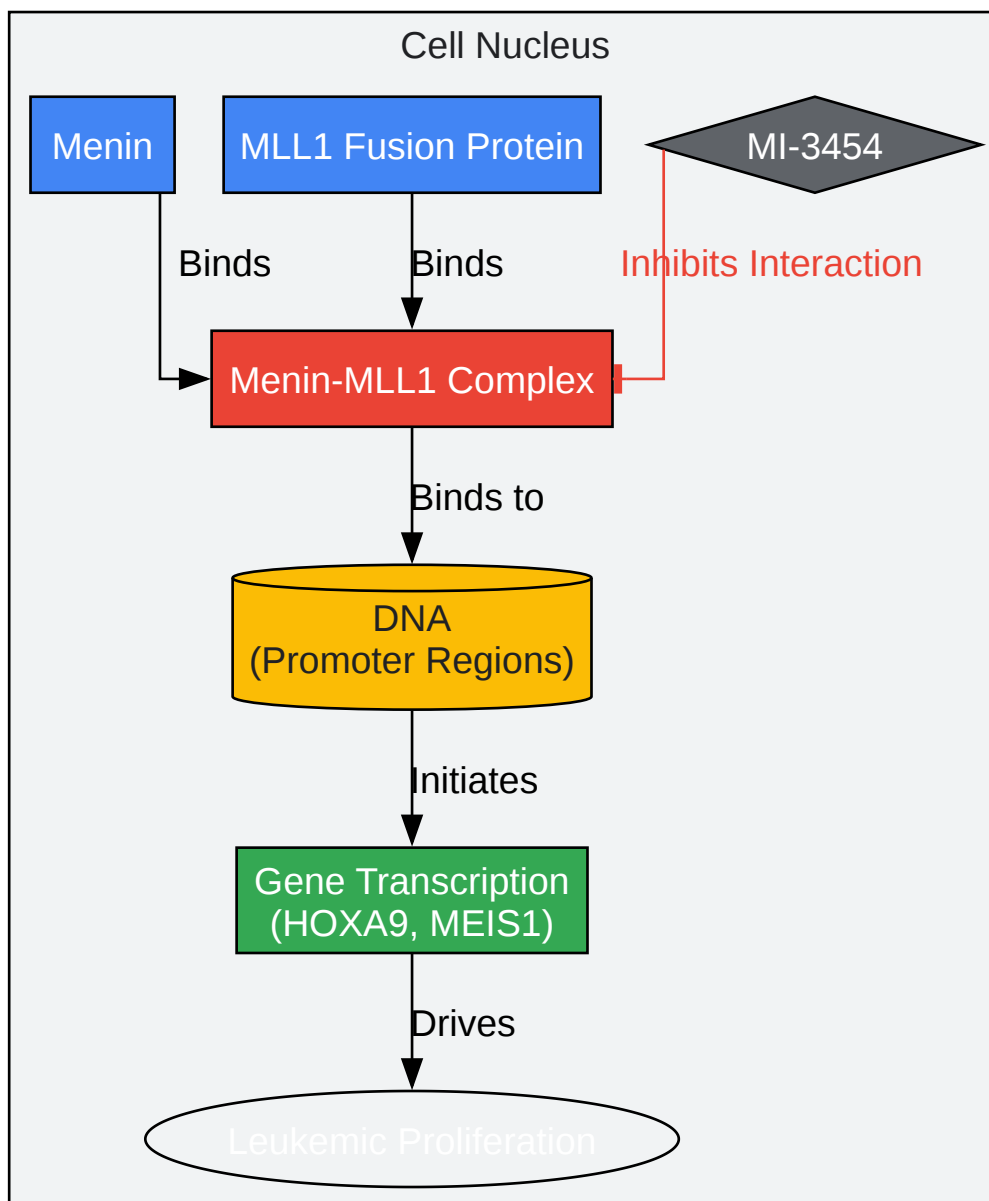 Cell Nucleus
Menin
MLL1 Fusion Protein
MI-3454
Binds
Binds
Inhibits Interaction
Menin-MLL1 Complex
Binds to
DNA
(Promoter Regions)
Initiates
Gene Transcription
(HOXA9, MEIS1)
Drives
Leukemic Proliferation